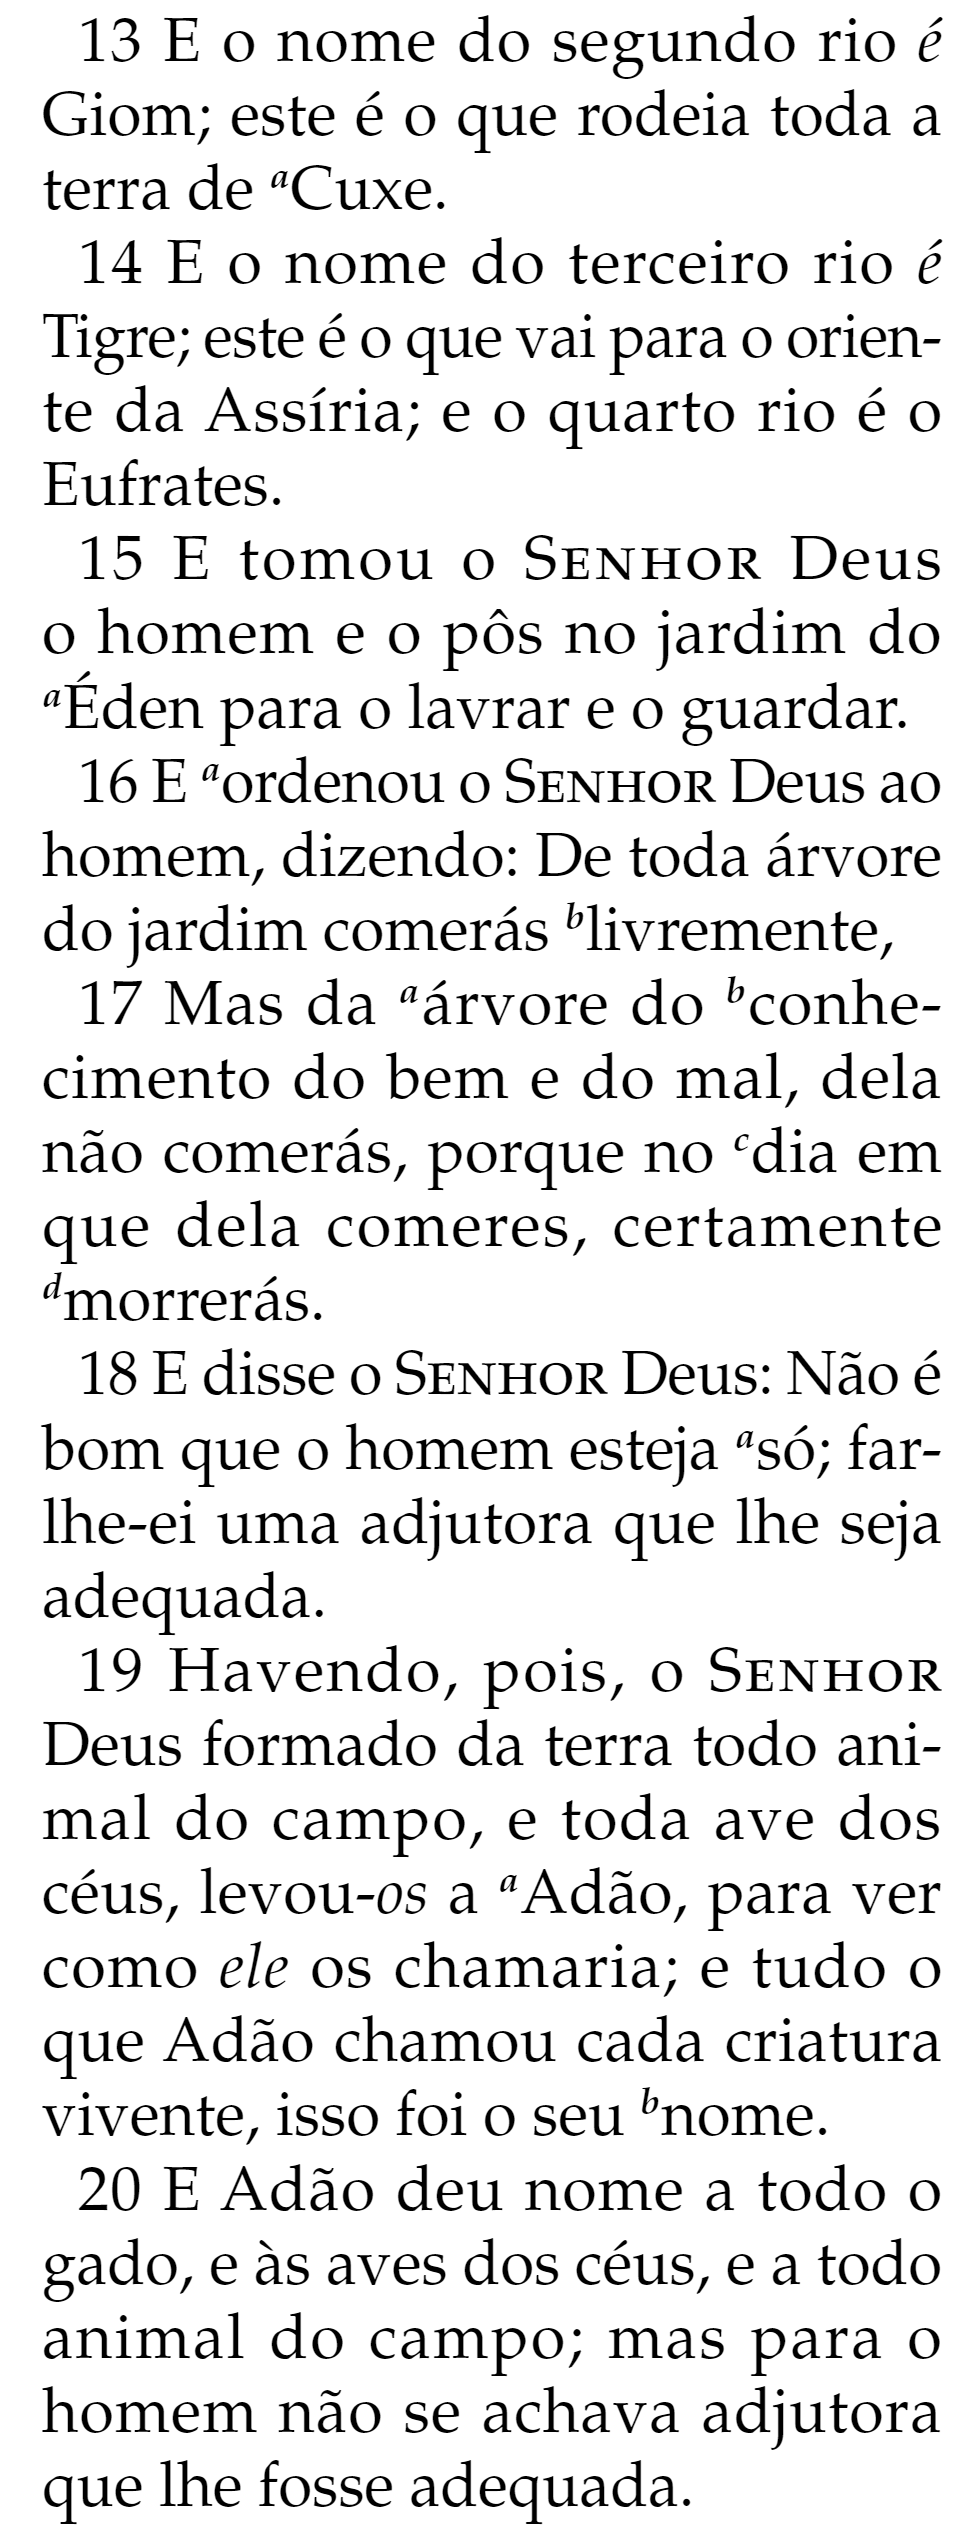 13 E o nome do segundo rio é
Giom; este é o que rodeia toda a
terra de aCuxe.
14 E o nome do terceiro rio é
Tigre; este é o que vai para o orien-
te da Assíria; e o quarto rio é o
Eufrates.
15 E tomou o SENHOR Deus
o homem e o pôs no jardim do
aÉden para o lavrar e o guardar.
16 E aordenou o SENHOR Deus ao
homem, dizendo: De toda árvore
do jardim comerás blivremente,
17 Mas da aárvore do bconhe-
cimento do bem e do mal, dela
não comerás, porque no cdia em
que dela comeres, certamente
dmorrerás.
18 E disse o SENHOR Deus: Não é
bom que o homem esteja asó; far-
lhe-ei uma adjutora que lhe seja
adequada.
19 Havendo, pois, o SENHOR
Deus formado da terra todo ani-
mal do campo, e toda ave dos
céus, levou-os a aAdão, para ver
como ele os chamaria; e tudo o
que Adão chamou cada criatura
vivente, isso foi o seu bnome.
20 E Adão deu nome a todo o
gado, e às aves dos céus, e a todo
animal do campo; mas para o
homem não se achava adjutora
que lhe fosse adequada.